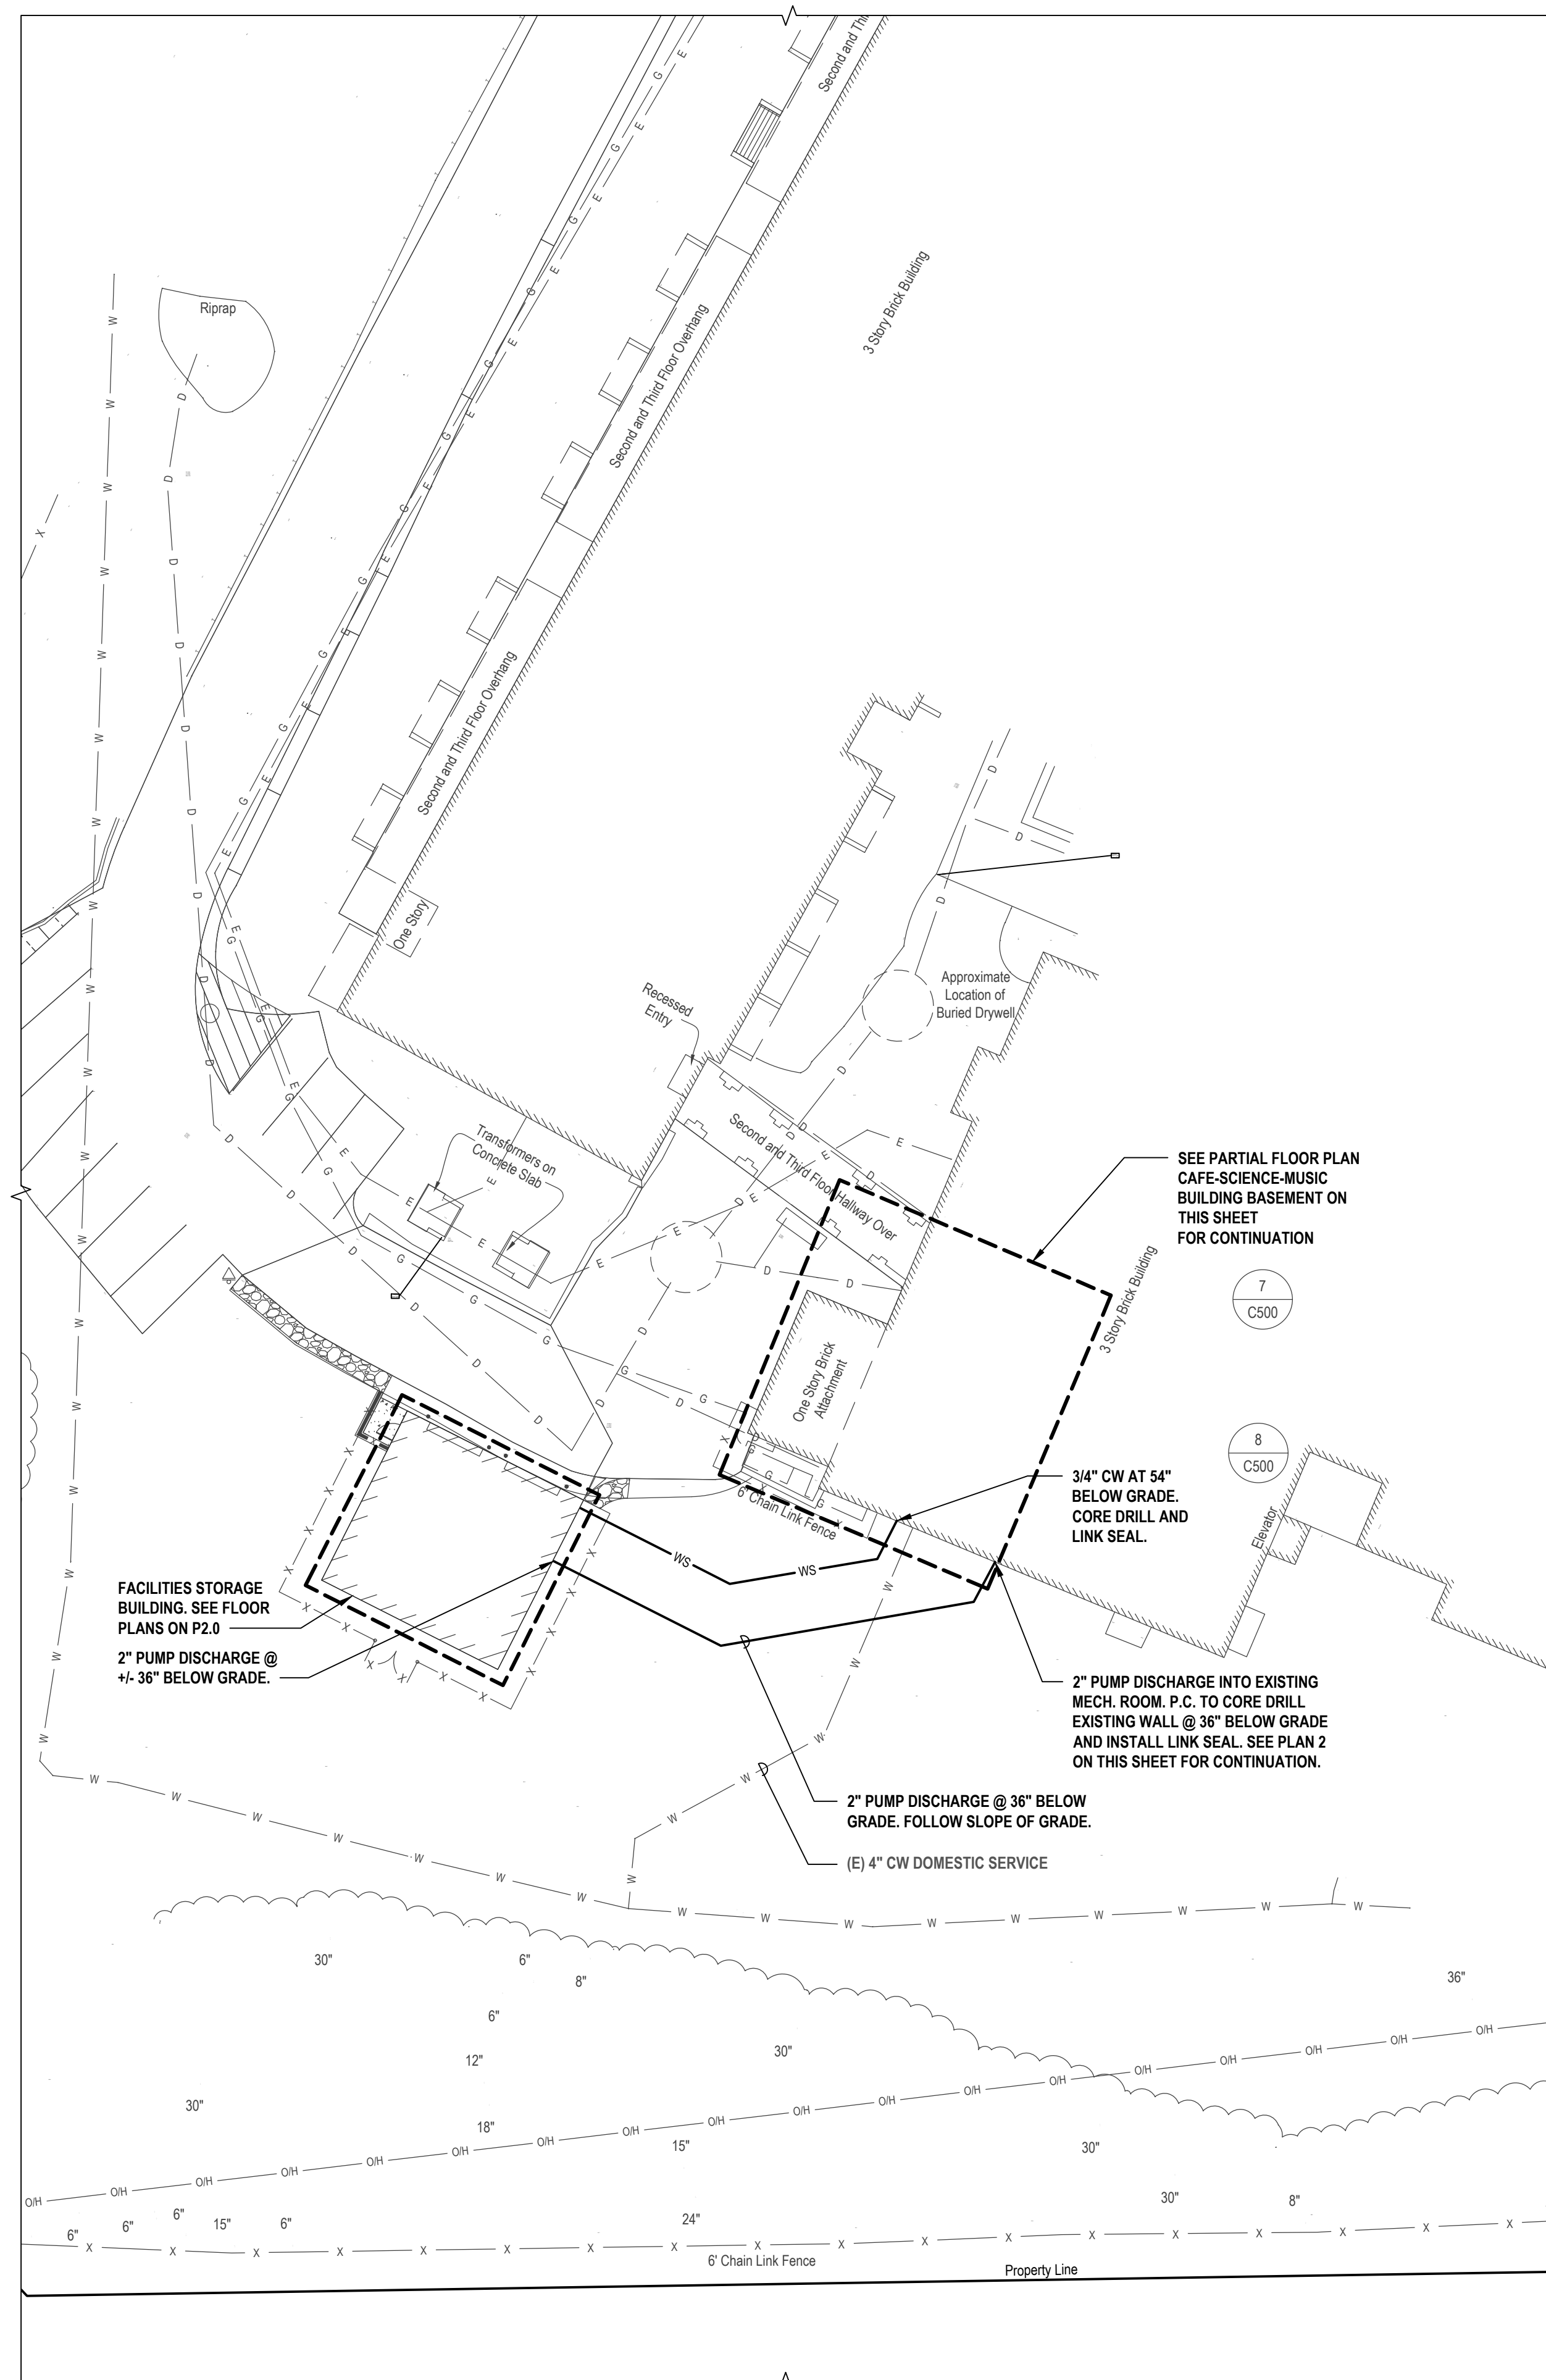 Second and Thi
3 Story Brick Building
Riprap
Second and Third Floor Overhang
Second and Third Floor Overhang
One Story
Recessed
Entry
Approximate
Location of
Buried Drywell
Transformers on
Concrete Slab
Second and Third Floor Hallway Over
SEE PARTIAL FLOOR PLAN
CAFE-SCIENCE-MUSIC
BUILDING BASEMENT ON
THIS SHEET
FOR CONTINUATION
3 Story Brick Building
7
C500
One Story Brick
Attachment
8
C500
3/4" CW AT 54"
BELOW GRADE.
CORE DRILL AND
LINK SEAL.
6' Chain Link Fence
Elevator
WS
WS
FACILITIES STORAGE
BUILDING. SEE FLOOR
PLANS ON P2.0
2" PUMP DISCHARGE @
+/- 36" BELOW GRADE.
2" PUMP DISCHARGE INTO EXISTING
MECH. ROOM. P.C. TO CORE DRILL
EXISTING WALL @ 36" BELOW GRADE
AND INSTALL LINK SEAL. SEE PLAN 2
ON THIS SHEET FOR CONTINUATION.
2" PUMP DISCHARGE @ 36" BELOW
GRADE. FOLLOW SLOPE OF GRADE.
(E) 4" CW DOMESTIC SERVICE
30"
6"
8"
36"
6"
12"
30"
30"
18"
15"
30"
O/H O/H O/H O/H O/H O/H O/H O/H O/H O/H O/H O/H O/H O/H O/H O/H O/H O/H
30"
8"
6"
6"
6"
15"
6"
24"
X X X X X X X X X X X X X X X X X X
6' Chain Link Fence
Property Line